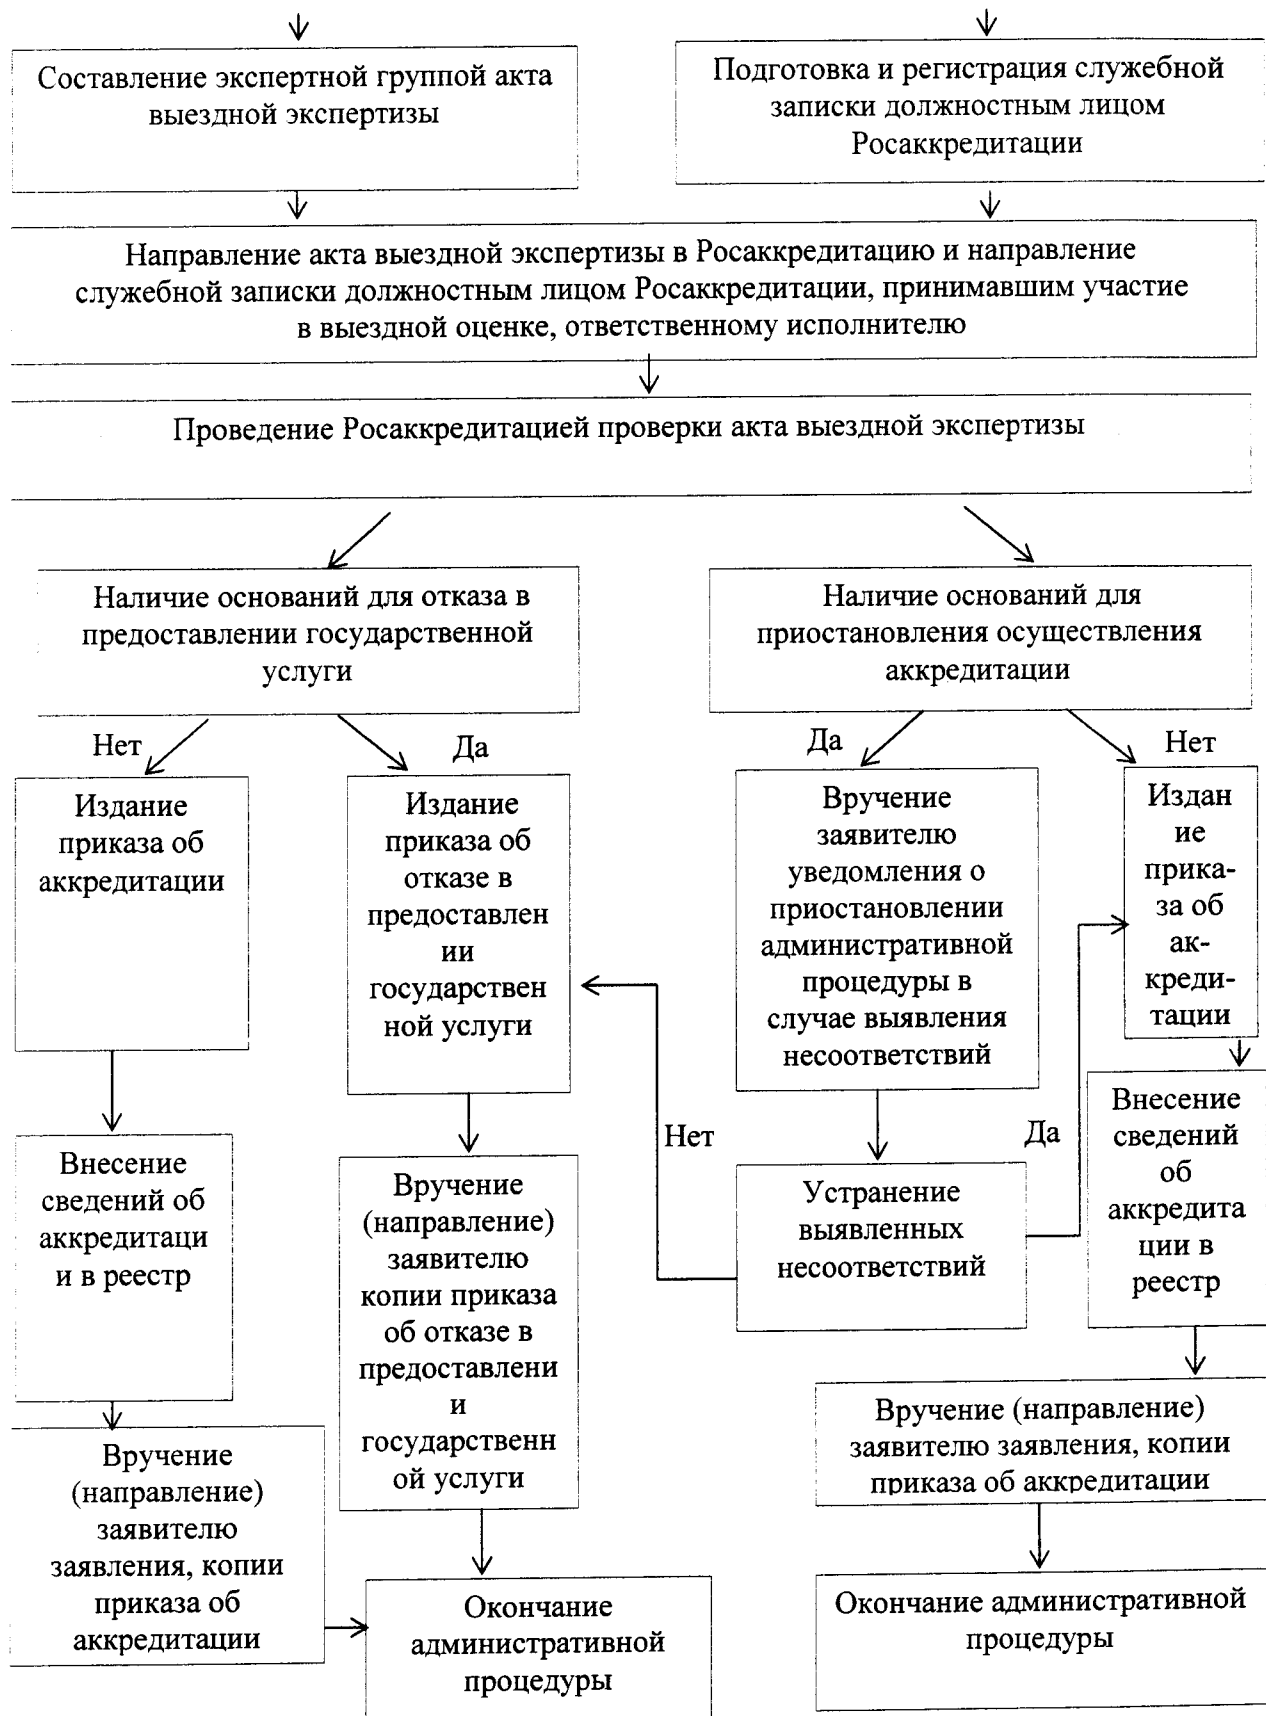 Составление экспертной группой акта
выездной экспертизы
Подготовка и регистрация служебной
записки должностным лицом
Росаккредитации
Направление акта выездной экспертизы в Росаккредитацию и направление
служебной записки должностным лицом Росаккредитации, принимавшим участие
в выездной оценке, ответственному исполнителю
Проведение Росаккредитацией проверки акта выездной экспертизы
Наличие оснований для отказа в
предоставлении государственной
услуги
Наличие оснований для
приостановления осуществления
аккредитации
Нет
Да
Да
Нет
Издание
приказа об
аккредитации
Издание
приказа об
отказе в
предоставлен
ии
государствен
ной услуги
Вручение
заявителю
уведомления о
приостановлении
административной
процедуры в
случае выявления
несоответствий
Издан
ие
прика-
за об
ак-
креди-
тации
Внесение
сведений об
аккредитаци
и в реестр
Вручение
(направление)
заявителю
копии приказа
об отказе в
предоставлени
и
государственн
ой услуги
Нет
Устранение
выявленных
несоответствий
Да
Внесение
сведений
об
аккредита
ции в
реестр
Вручение
(направление)
заявителю
заявления, копии
приказа об
аккредитации
Вручение (направление)
заявителю заявления, копии
приказа об аккредитации
Окончание
административной
процедуры
Окончание административной
процедуры